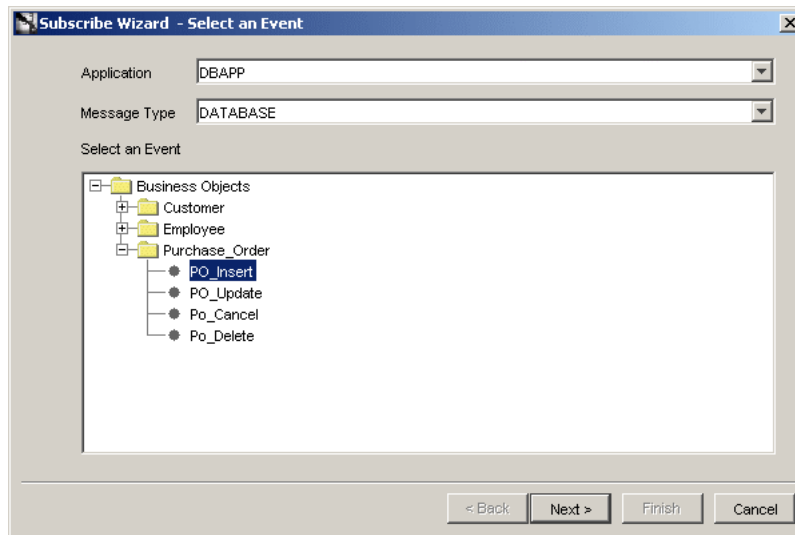 Subscribe Wizard - Select an Event
Application DBAPP
Message Type DATABASE
Select an Event
Business Objects
Customer
Employee
Purchase_Order
PO_Insert
PO_Update
Po_Cancel
Po_Delete
< Back Next > Finish Cancel